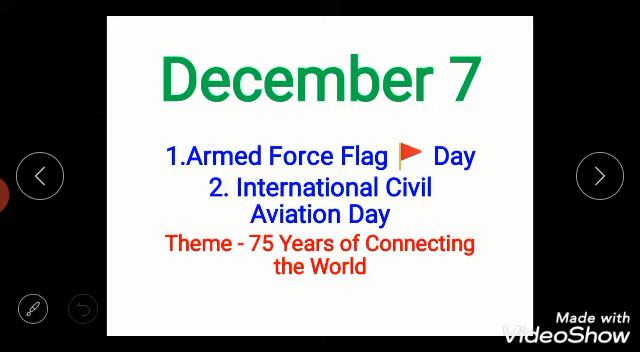 December 7
1.Armed Force Flag 🚩 Day
2. International Civil
Aviation Day
Theme - 75 Years of Connecting
the World
Made with
VideoShow